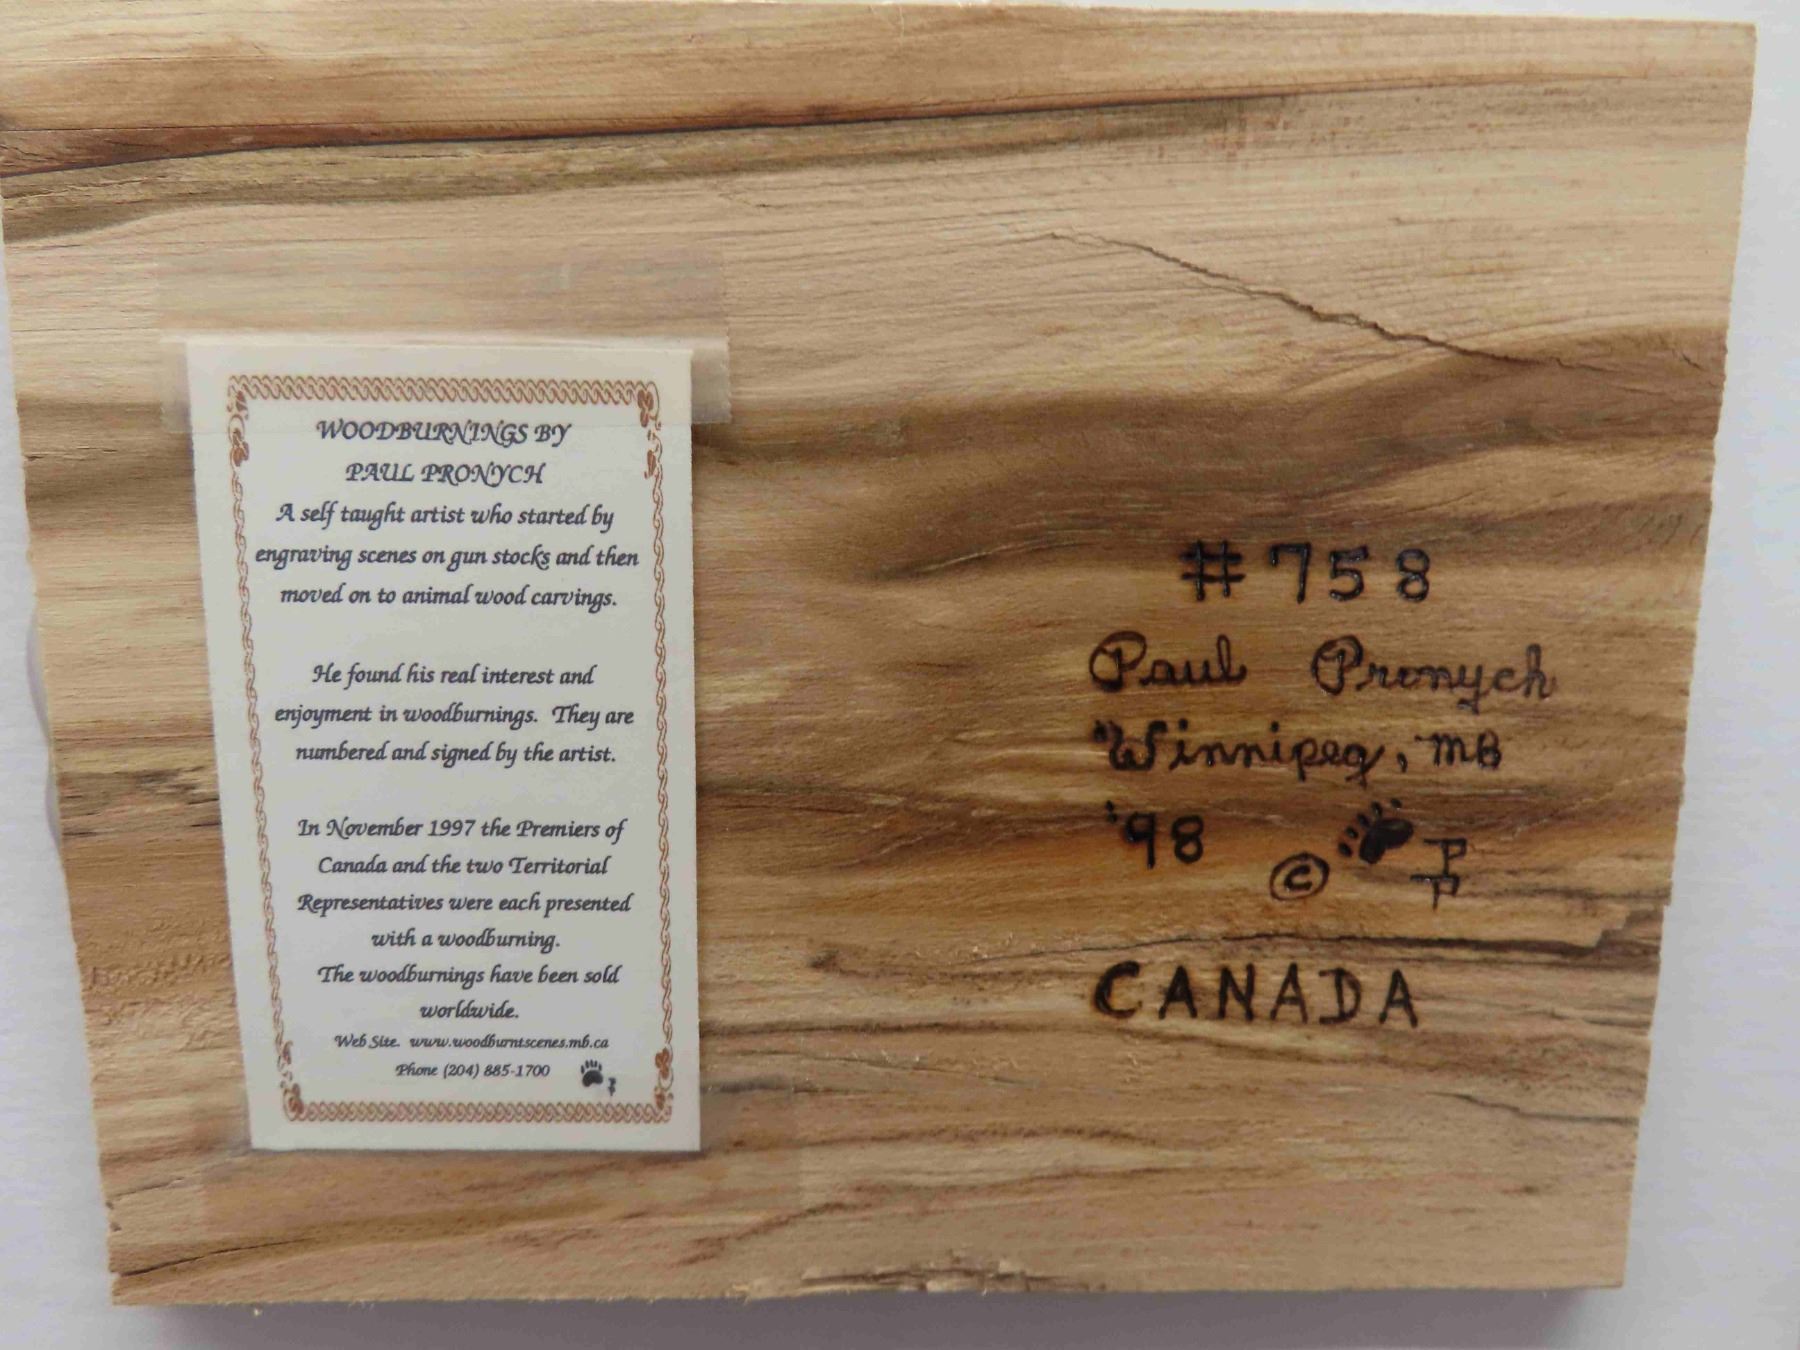 WOODBURNINGS BY
PAUL PRONYCH
A self taught artist who started by
engraving scenes on gun stocks and then
moved on to animal wood carvings.
He found his real interest and
enjoyment in woodburnings. They are
numbered and signed by the artist.
In November 1997 the Premiers of
Canada and the two Territorial
Representatives were each presented
with a woodburning.
The woodburnings have been sold
worldwide.
Web Site. www.woodburntscenes.mb.ca
Phone (204) 885-1700
#758
Paul Pronych
Winnipeg, MB
'98 © PP
CANADA